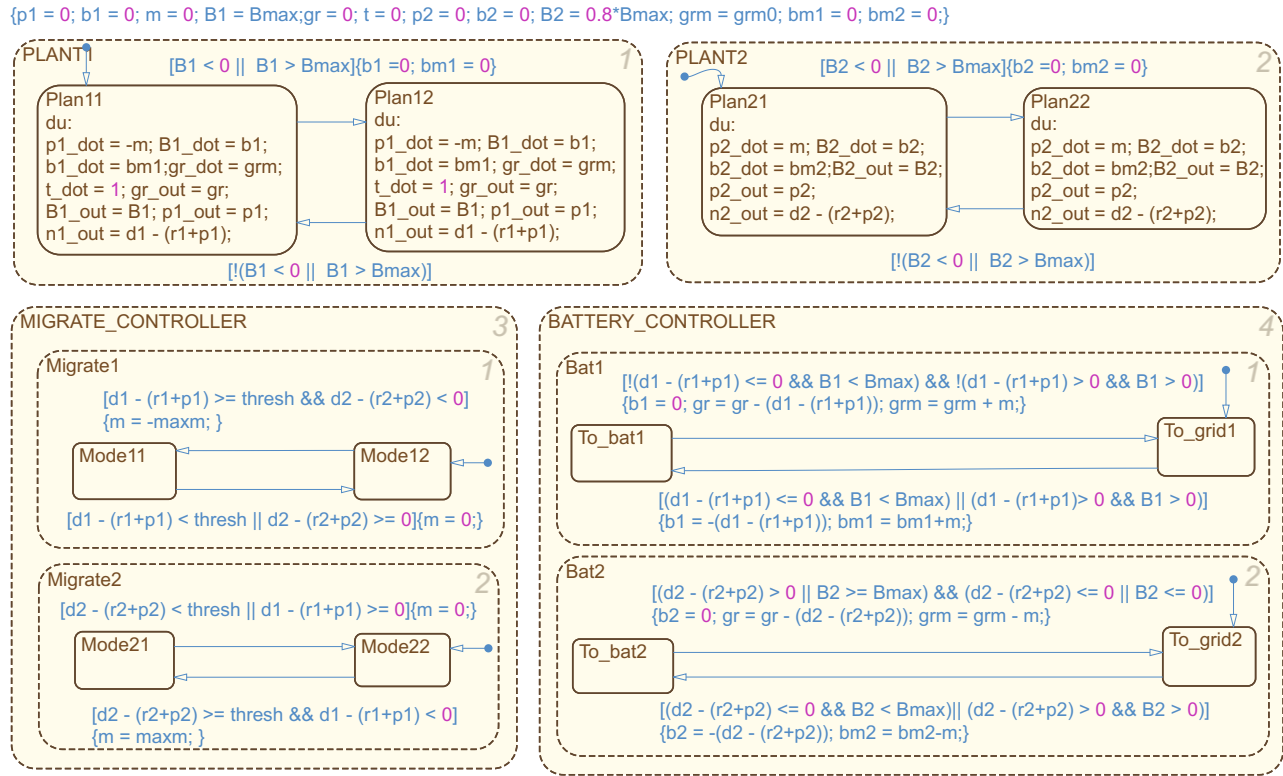 {p1 = 0; b1 = 0; m = 0; B1 = Bmax;gr = 0; t = 0; p2 = 0; b2 = 0; B2 = 0.8*Bmax; grm = grm0; bm1 = 0; bm2 = 0;}
PLANT1
1
[B1 < 0 || B1 > Bmax]{b1 =0; bm1 = 0}
Plan11
du:
p1_dot = -m; B1_dot = b1;
b1_dot = bm1;gr_dot = grm;
t_dot = 1; gr_out = gr;
B1_out = B1; p1_out = p1;
n1_out = d1 - (r1+p1);
Plan12
du:
p1_dot = -m; B1_dot = b1;
b1_dot = bm1; gr_dot = grm;
t_dot = 1; gr_out = gr;
B1_out = B1; p1_out = p1;
n1_out = d1 - (r1+p1);
[!(B1 < 0 || B1 > Bmax)]
PLANT2
2
[B2 < 0 || B2 > Bmax]{b2 =0; bm2 = 0}
Plan21
du:
p2_dot = m; B2_dot = b2;
b2_dot = bm2;B2_out = B2;
p2_out = p2;
n2_out = d2 - (r2+p2);
Plan22
du:
p2_dot = m; B2_dot = b2;
b2_dot = bm2;B2_out = B2;
p2_out = p2;
n2_out = d2 - (r2+p2);
[!(B2 < 0 || B2 > Bmax)]
MIGRATE_CONTROLLER
3
Migrate1
1
[d1 - (r1+p1) >= thresh && d2 - (r2+p2) < 0]
{m = -maxm; }
Mode11
Mode12
[d1 - (r1+p1) < thresh || d2 - (r2+p2) >= 0]{m = 0;}
Migrate2
2
[d2 - (r2+p2) < thresh || d1 - (r1+p1) >= 0]{m = 0;}
Mode21
Mode22
[d2 - (r2+p2) >= thresh && d1 - (r1+p1) < 0]
{m = maxm; }
BATTERY_CONTROLLER
4
Bat1
1
[!(d1 - (r1+p1) <= 0 && B1 < Bmax) && !(d1 - (r1+p1) > 0 && B1 > 0)]
{b1 = 0; gr = gr - (d1 - (r1+p1)); grm = grm + m;}
To_bat1
To_grid1
[(d1 - (r1+p1) <= 0 && B1 < Bmax) || (d1 - (r1+p1)> 0 && B1 > 0)]
{b1 = -(d1 - (r1+p1)); bm1 = bm1+m;}
Bat2
2
[(d2 - (r2+p2) > 0 || B2 >= Bmax) && (d2 - (r2+p2) <= 0 || B2 <= 0)]
{b2 = 0; gr = gr - (d2 - (r2+p2)); grm = grm - m;}
To_bat2
To_grid2
[(d2 - (r2+p2) <= 0 && B2 < Bmax)|| (d2 - (r2+p2) > 0 && B2 > 0)]
{b2 = -(d2 - (r2+p2)); bm2 = bm2-m;}